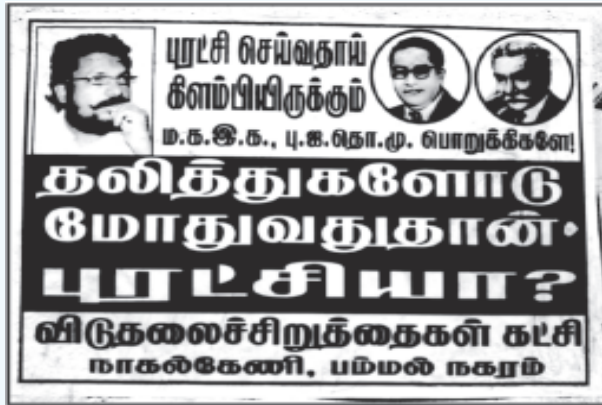 புரட்சி செய்வதாய்
கிளம்பியிருக்கும்
ம.க.இ.க., பு.ஜ.தொ.மு. பொறுக்கிகளே!
தலித்துகளோடு
மோதுவதுதான்
புரட்சியா?
விடுதலைச்சிறுத்தைகள் கட்சி
நாகல்கேணி, பம்மல் நகரம்